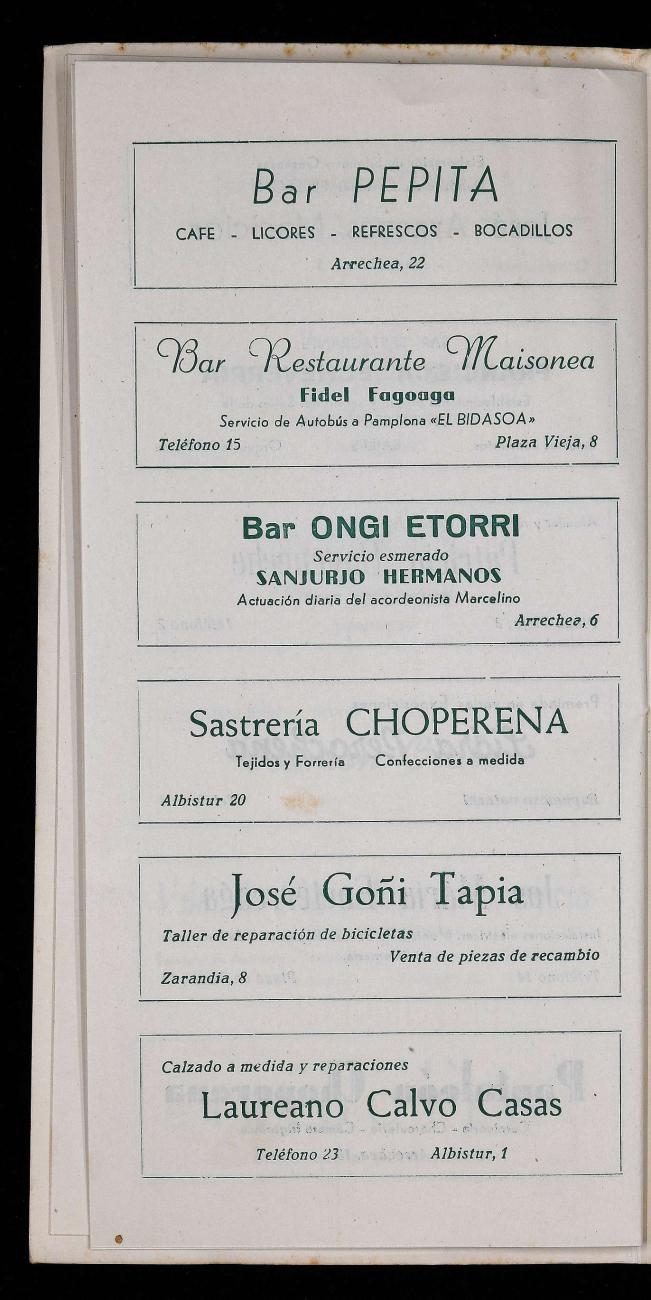 Bar PEPITA
CAFE - LICORES - REFRESCOS - BOCADILLOS
Arrechea, 22
Bar Restaurante Maisonea
Fidel Fagoaga
Servicio de Autobús a Pamplona «EL BIDASOA»
Teléfono 15 Plaza Vieja, 8
Bar ONGI ETORRI
Servicio esmerado
SANJURJO HERMANOS
Actuación diaria del acordeonista Marcelino
Arrechea, 6
Sastrería CHOPERENA
Tejidos y Forrería Confecciones a medida
Albistur 20
José Goñi Tapia
Taller de reparación de bicicletas
Venta de piezas de recambio
Zarandia, 8
Calzado a medida y reparaciones
Laureano Calvo Casas
Teléfono 23 Albistur, 1